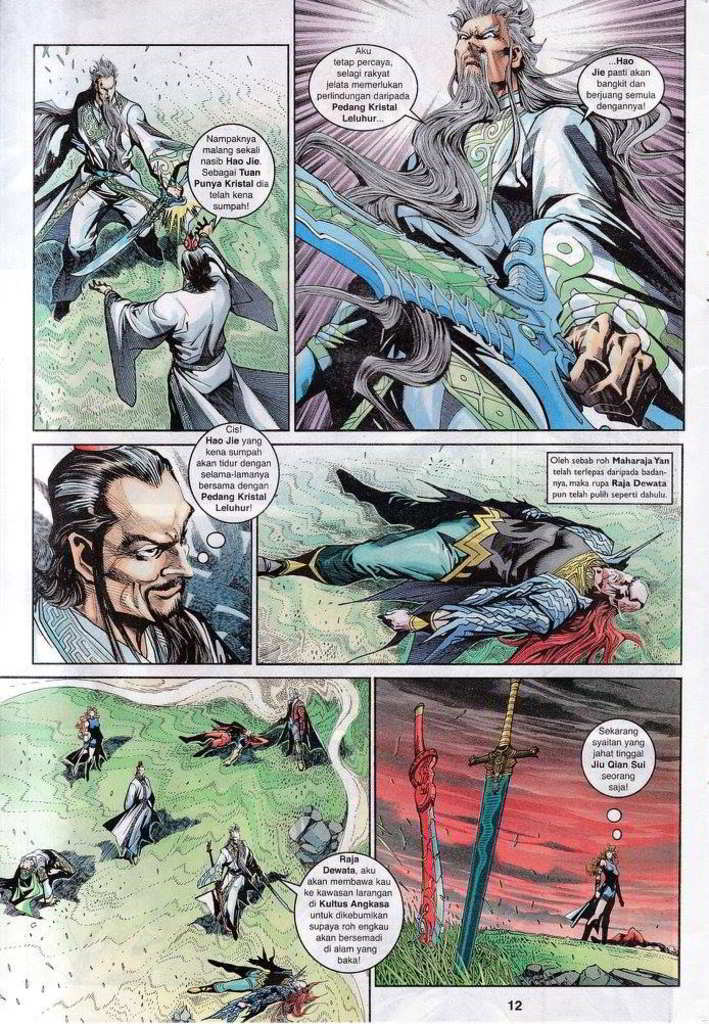 Nampaknya
malang sekali
nasib Hao Jie.
Sebagai Tuan
Punya Kristal dia
telah kena
sumpah!
Aku
tetap percaya,
selagi rakyat
jelata memerlukan
perlindungan daripada
Pedang Kristal
Leluhur...
...Hao
Jie pasti akan
bangkit dan
berjuang semula
dengannya!
Cis!
Hao Jie yang
kena sumpah
akan tidur dengan
selama-lamanya
bersama dengan
Pedang Kristal
Leluhur!
Oleh sebab roh Maharaja Yan
telah terlepas daripada badan-
nya, maka rupa Raja Dewata
pun telah pulih seperti dahulu.
Raja
Dewata, aku
akan membawa kau
ke kawasan larangan
di Kultus Angkasa
untuk dikebumikan
supaya roh engkau
akan bersemadi
di alam yang
baka!
Sekarang
syaitan yang
jahat tinggal
Jiu Qian Sui
seorang
saja!
12